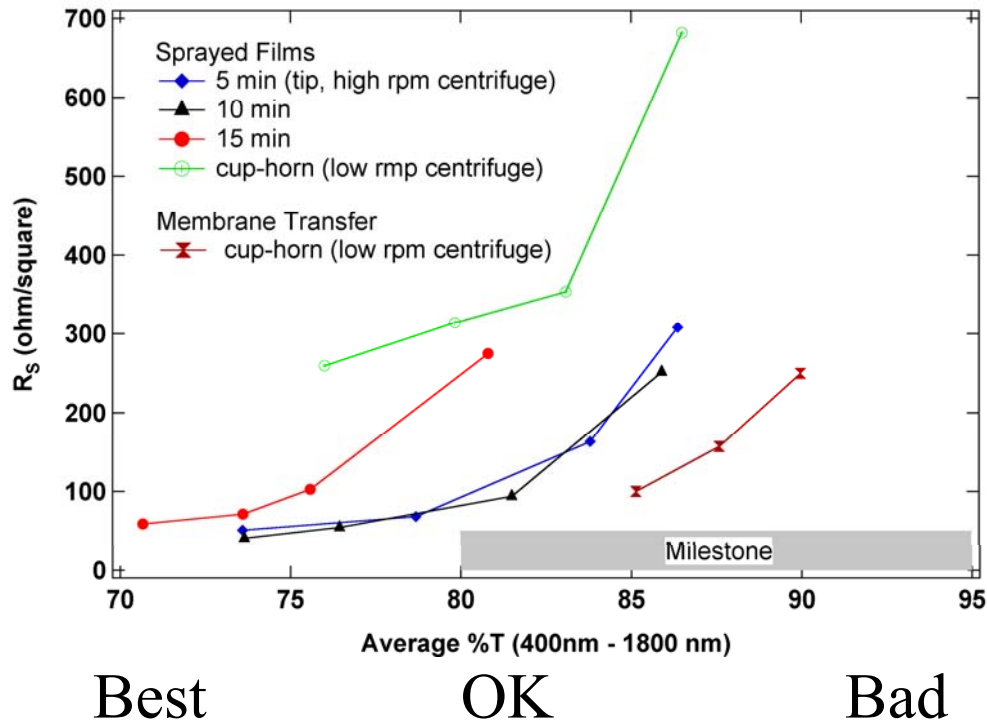 700
600
500
400
300
200
100
0
R_S (ohm/square)
Sprayed Films
5 min (tip, high rpm centrifuge)
10 min
15 min
cup-horn (low rmp centrifuge)
Membrane Transfer
cup-horn (low rpm centrifuge)
Milestone
70 75 80 85 90 95
Average %T (400nm - 1800 nm)
Best OK Bad